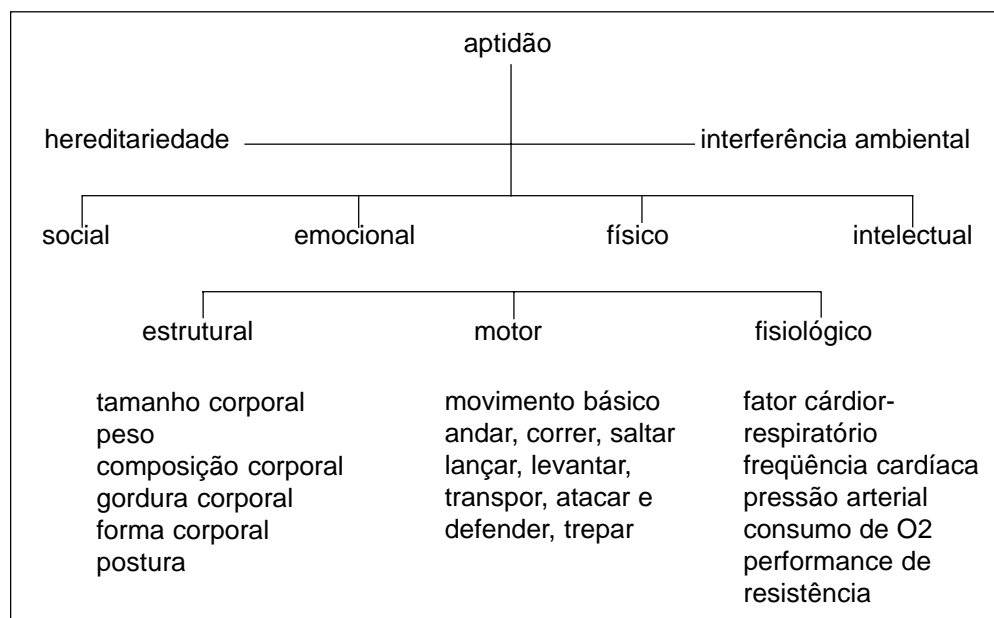 aptidão
hereditariedade
interferência ambiental
social
emocional
físico
intelectual
estrutural
motor
fisiológico
tamanho corporal
peso
composição corporal
gordura corporal
forma corporal
postura
movimento básico
andar, correr, saltar
lançar, levantar,
transpor, atacar e
defender, trepar
fator cárdior-
respiratório
freqüência cardíaca
pressão arterial
consumo de O2
performance de
resistência